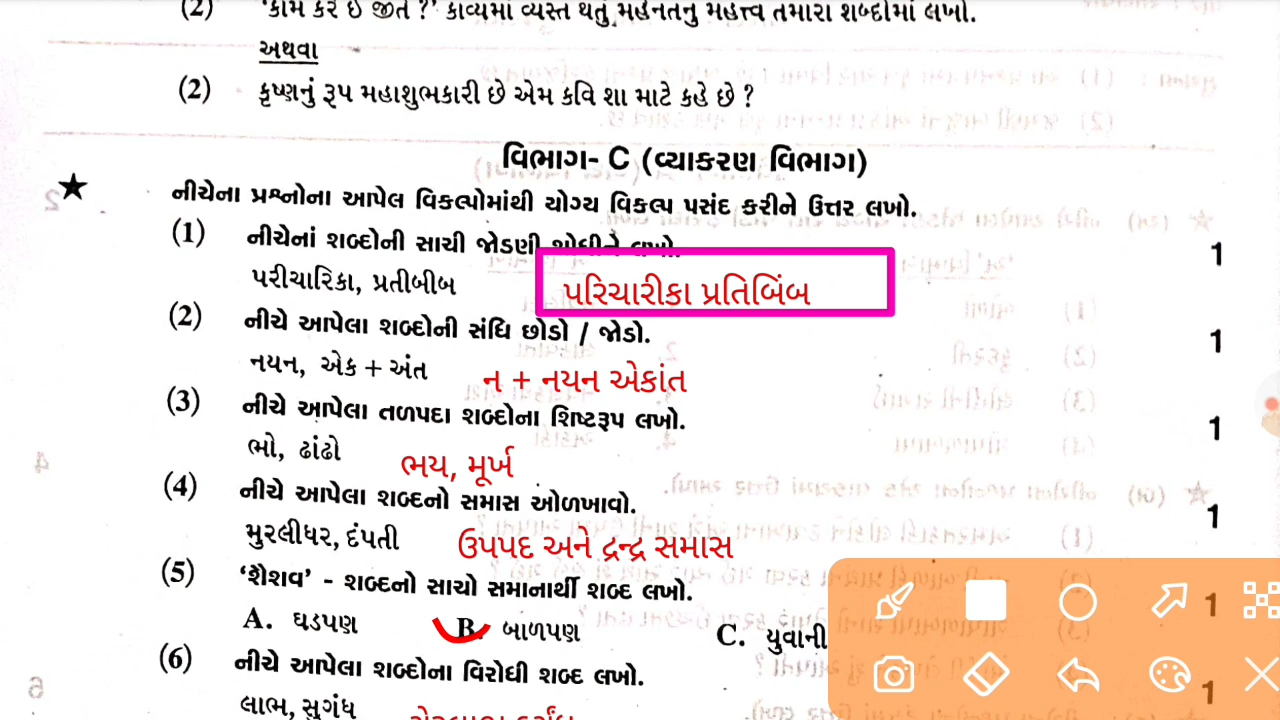 (2) 'કામ કરે ઇ જીતે ?' કાવ્યમાં વ્યસ્ત થતું મહેનતનુ મહત્ત્વ તમારા શબ્દોમાં લખો.
અથવા
(2) કૃષ્ણનું રૂપ મહાશુભકારી છે એમ કવિ શા માટે કહે છે ?
વિભાગ- C (વ્યાકરણ વિભાગ)
★ નીચેના પ્રશ્નોના આપેલ વિકલ્પોમાંથી યોગ્ય વિકલ્પ પસંદ કરીને ઉત્તર લખો.
(1) નીચેનાં શબ્દોની સાચી જોડણી શોધીને લખો. 1
પરીચારિકા, પ્રતીબીબ પરિચારીકા પ્રતિબિંબ
(2) નીચે આપેલા શબ્દોની સંધિ છોડો / જોડો. 1
નયન, એક + અંત ન + નયન એકાંત
(3) નીચે આપેલા તળપદા શબ્દોના શિષ્ટરૂપ લખો. 1
ભો, ઢાંઢો ભય, મૂર્ખ
(4) નીચે આપેલા શબ્દનો સમાસ ઓળખાવો. 1
મુરલીધર, દંપતી ઉપપદ અને દ્રન્દ્ર સમાસ
(5) 'શૈશવ' - શબ્દનો સાચો સમાનાર્થી શબ્દ લખો. 1
A. ઘડપણ B. બાળપણ C. યુવાની
(6) નીચે આપેલા શબ્દોના વિરોધી શબ્દ લખો. 1
લાભ, સુગંધ